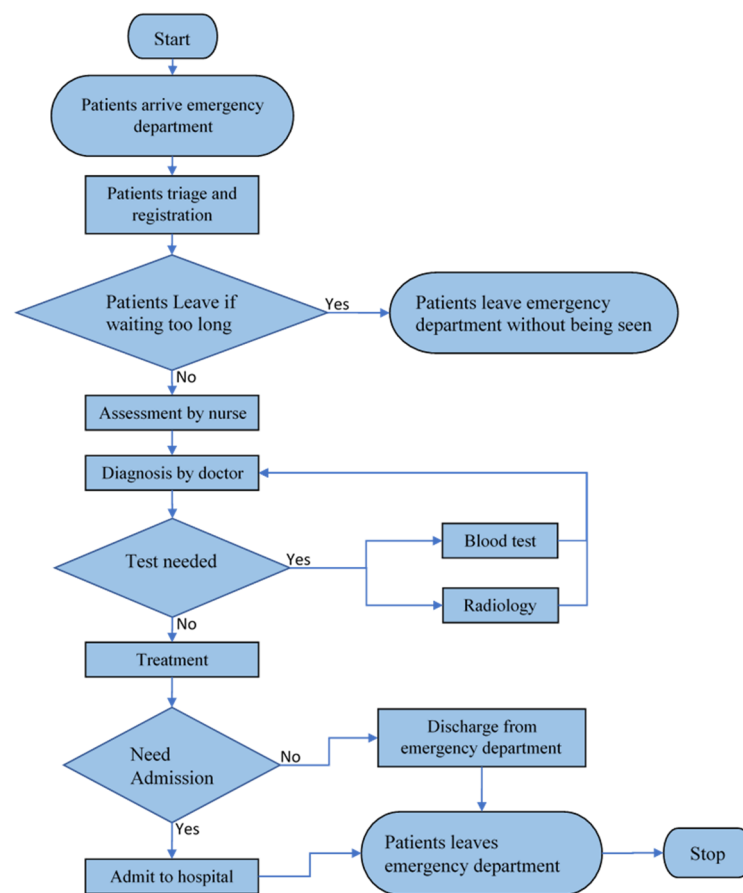 Start
Patients arrive emergency
department
Patients triage and
registration
Patients Leave if
waiting too long
Yes
Patients leave emergency
department without being seen
No
Assessment by nurse
Diagnosis by doctor
Test needed
Yes
Blood test
Radiology
No
Treatment
Need
Admission
No
Discharge from
emergency department
Yes
Admit to hospital
Patients leaves
emergency department
Stop